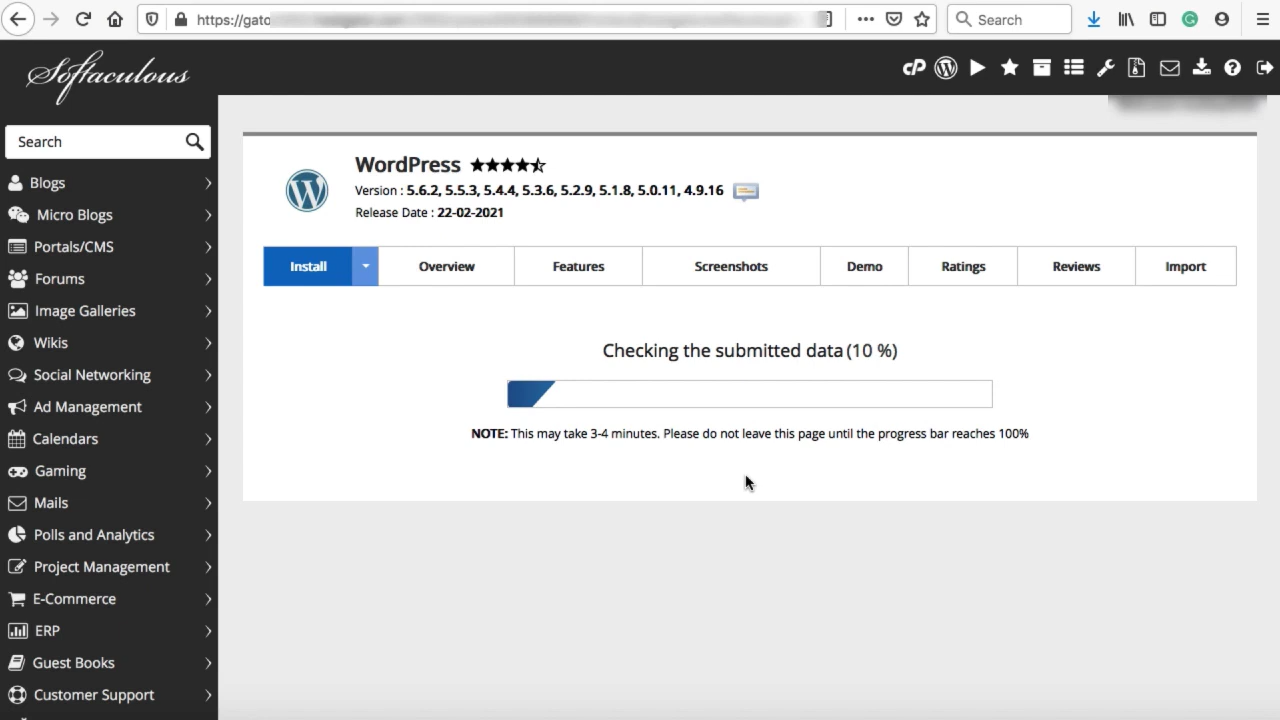 https://gato
Search
Softaculous
cP
Search
Blogs
Micro Blogs
Portals/CMS
Forums
Image Galleries
Wikis
Social Networking
Ad Management
Calendars
Gaming
Mails
Polls and Analytics
Project Management
E-Commerce
ERP
Guest Books
Customer Support
WordPress
Version : 5.6.2, 5.5.3, 5.4.4, 5.3.6, 5.2.9, 5.1.8, 5.0.11, 4.9.16
Release Date : 22-02-2021
Install Overview Features Screenshots Demo Ratings Reviews Import
Checking the submitted data (10 %)
NOTE: This may take 3-4 minutes. Please do not leave this page until the progress bar reaches 100%